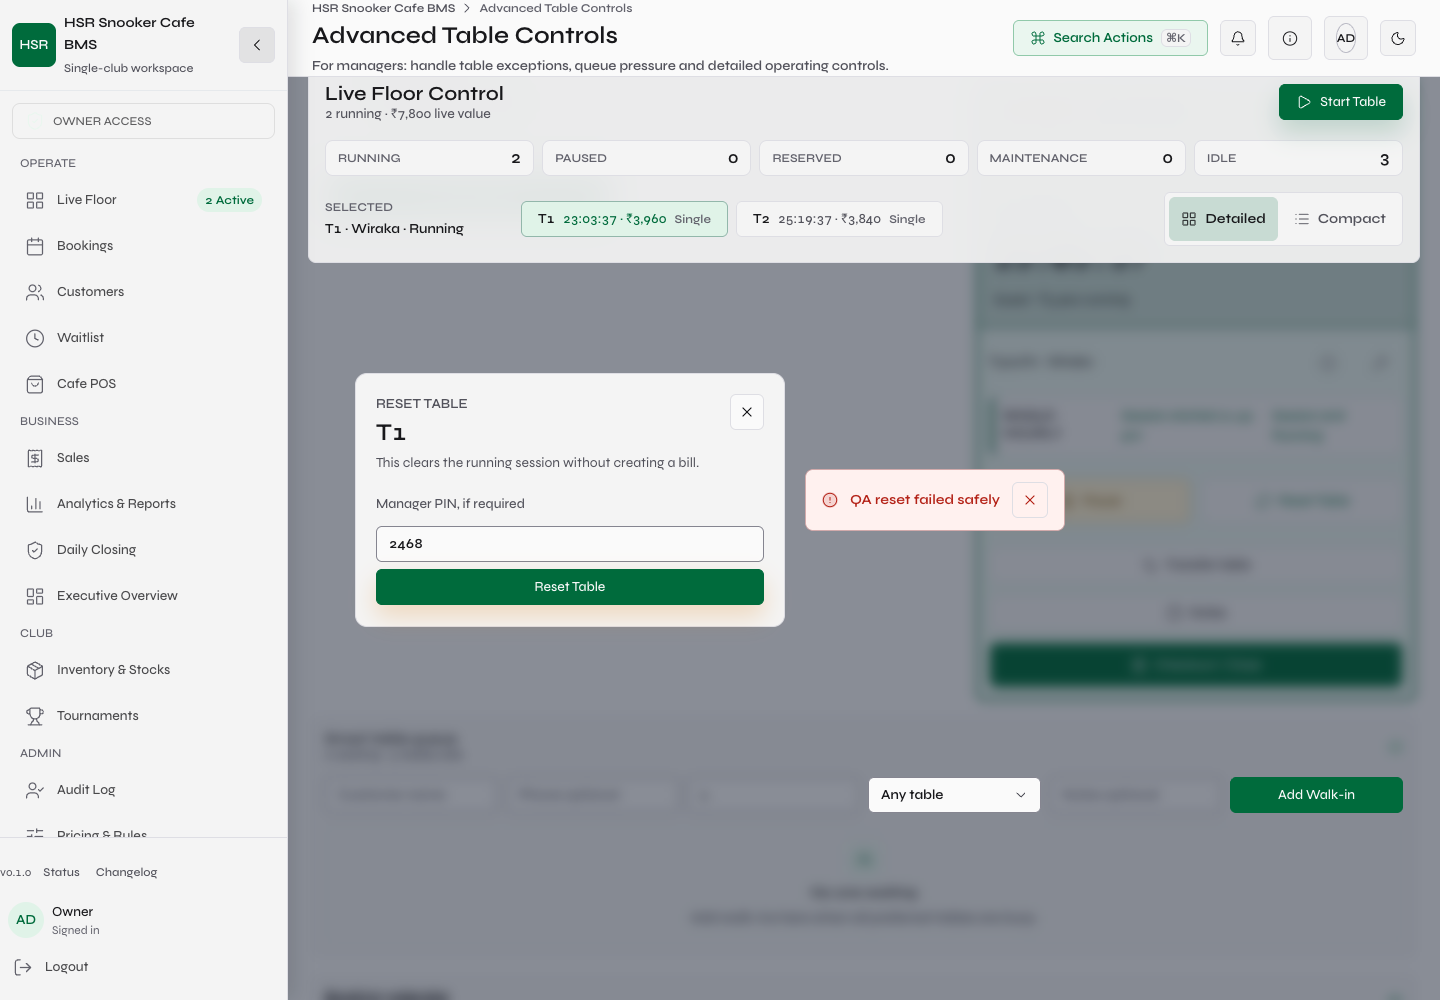 HSR
HSR Snooker Cafe
BMS
Single-club workspace
OWNER ACCESS
OPERATE
Live Floor
2 Active
Bookings
Customers
Waitlist
Cafe POS
BUSINESS
Sales
Analytics & Reports
Daily Closing
Executive Overview
CLUB
Inventory & Stocks
Tournaments
ADMIN
Audit Log
Pricing & Rules
v0.1.0 Status Changelog
AD
Owner
Signed in
Logout
HSR Snooker Cafe BMS > Advanced Table Controls
Advanced Table Controls
For managers: handle table exceptions, queue pressure and detailed operating controls.
Search Actions ⌘K
AD
Live Floor Control
2 running · ₹7,800 live value
Start Table
RUNNING 2
PAUSED 0
RESERVED 0
MAINTENANCE 0
IDLE 3
SELECTED
T1 · Wiraka · Running
T1 23:03:37 · ₹3,960 Single
T2 25:19:37 · ₹3,840 Single
Detailed
Compact
RESET TABLE
T1
This clears the running session without creating a bill.
Manager PIN, if required
2468
Reset Table
QA reset failed safely
Any table
Add Walk-in